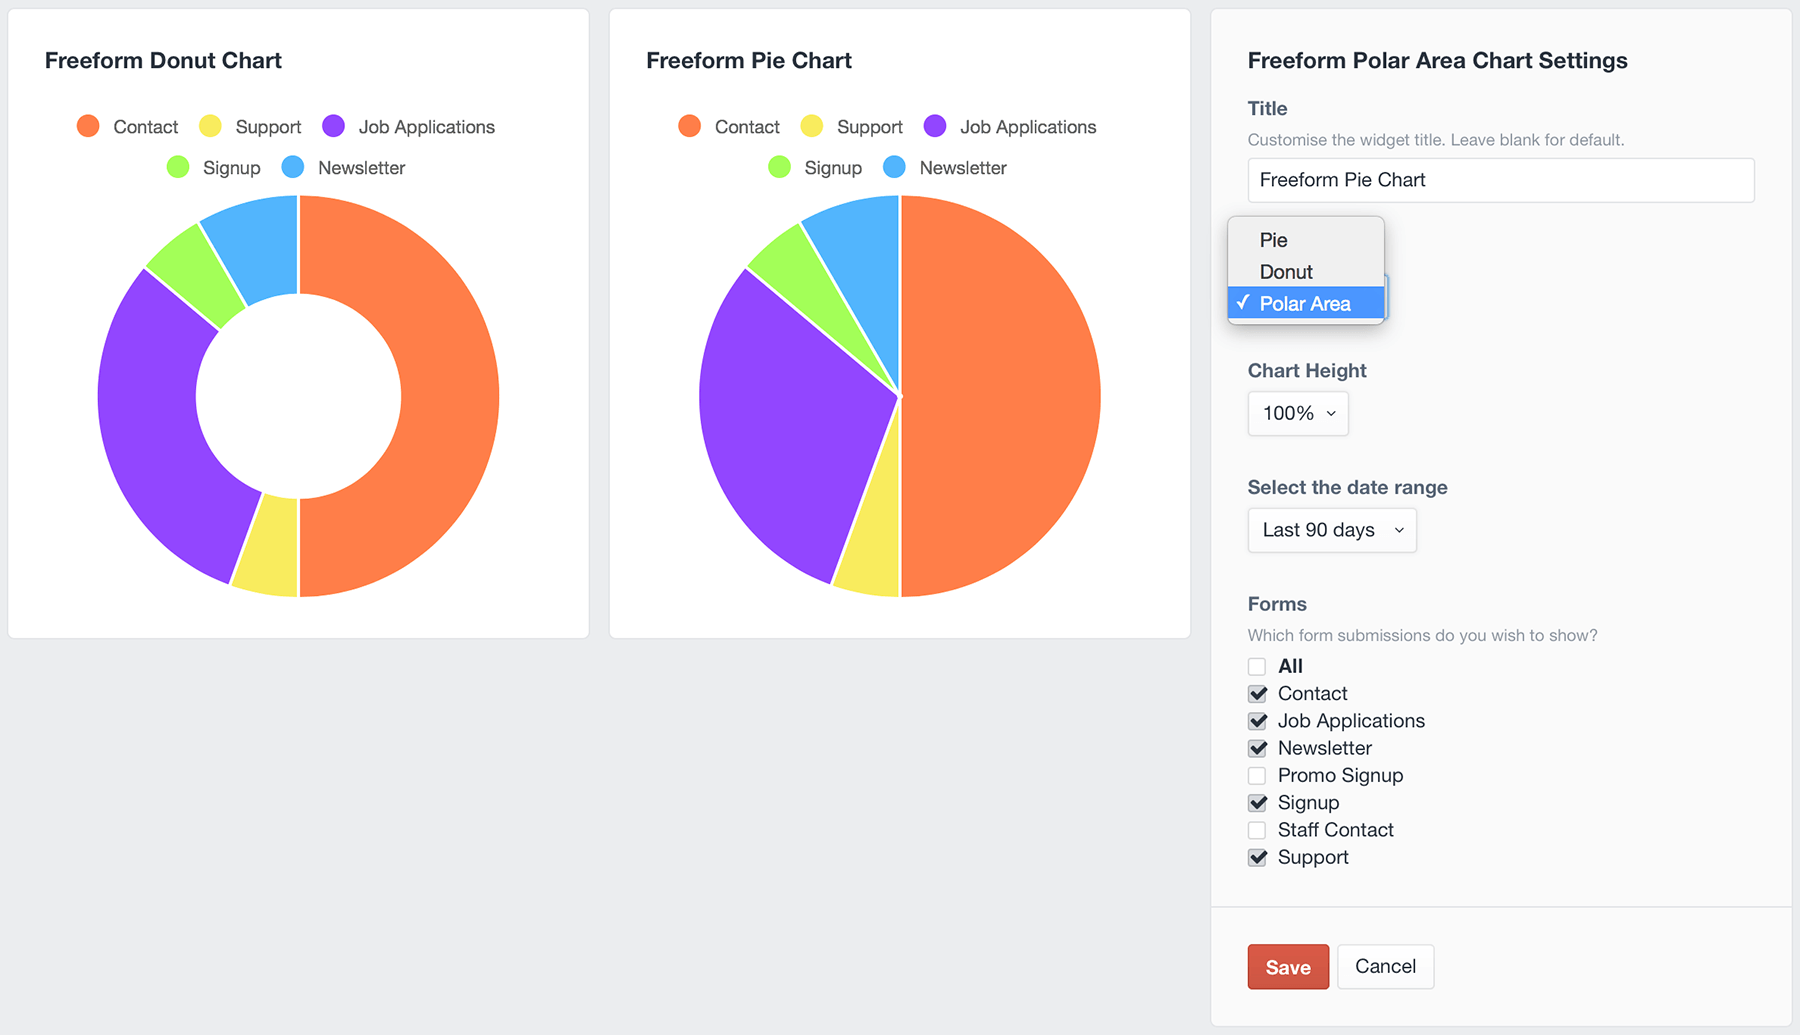 Freeform Donut Chart
Contact Support Job Applications
Signup Newsletter
Freeform Pie Chart
Contact Support Job Applications
Signup Newsletter
Freeform Polar Area Chart Settings
Title
Customise the widget title. Leave blank for default.
Freeform Pie Chart
Pie
Donut
✓ Polar Area
Chart Height
100%
Select the date range
Last 90 days
Forms
Which form submissions do you wish to show?
All
Contact
Job Applications
Newsletter
Promo Signup
Signup
Staff Contact
Support
Save Cancel